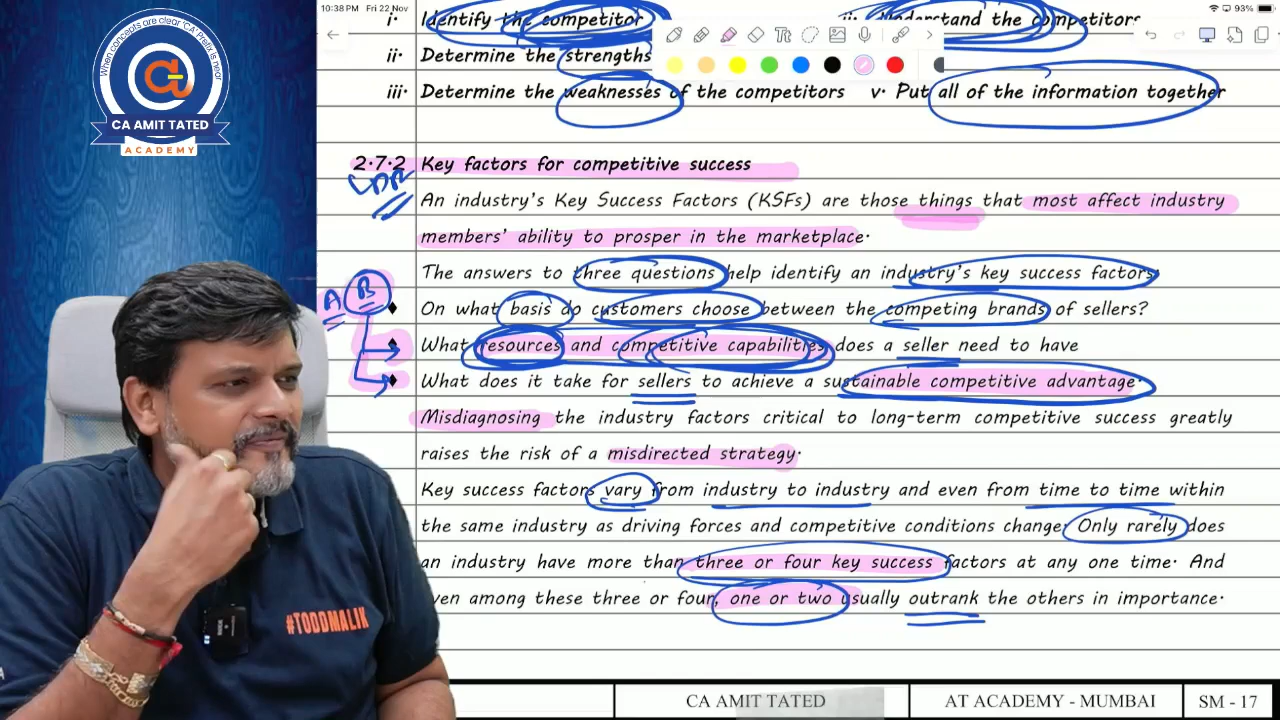 10:38 PM Fri 22 Nov
93%
When concepts are clear 'CA' Prefix is near
CA AMIT TATED
ACADEMY
i· Identify the competitor
Understand the competitors
ii· Determine the strengths
iii· Determine the weaknesses of the competitors v· Put all of the information together
2·7·2 Key factors for competitive success
An industry's Key Success Factors (KSFs) are those things that most affect industry
members' ability to prosper in the marketplace·
The answers to three questions help identify an industry's key success factors
A B
♦ On what basis do customers choose between the competing brands of sellers?
♦ What resources and competitive capabilities does a seller need to have
♦ What does it take for sellers to achieve a sustainable competitive advantage·
Misdiagnosing the industry factors critical to long-term competitive success greatly
raises the risk of a misdirected strategy·
Key success factors vary from industry to industry and even from time to time within
the same industry as driving forces and competitive conditions change· Only rarely does
an industry have more than three or four key success factors at any one time· And
even among these three or four, one or two usually outrank the others in importance·
#TODDMALIK
CA AMIT TATED
AT ACADEMY - MUMBAI
SM - 17